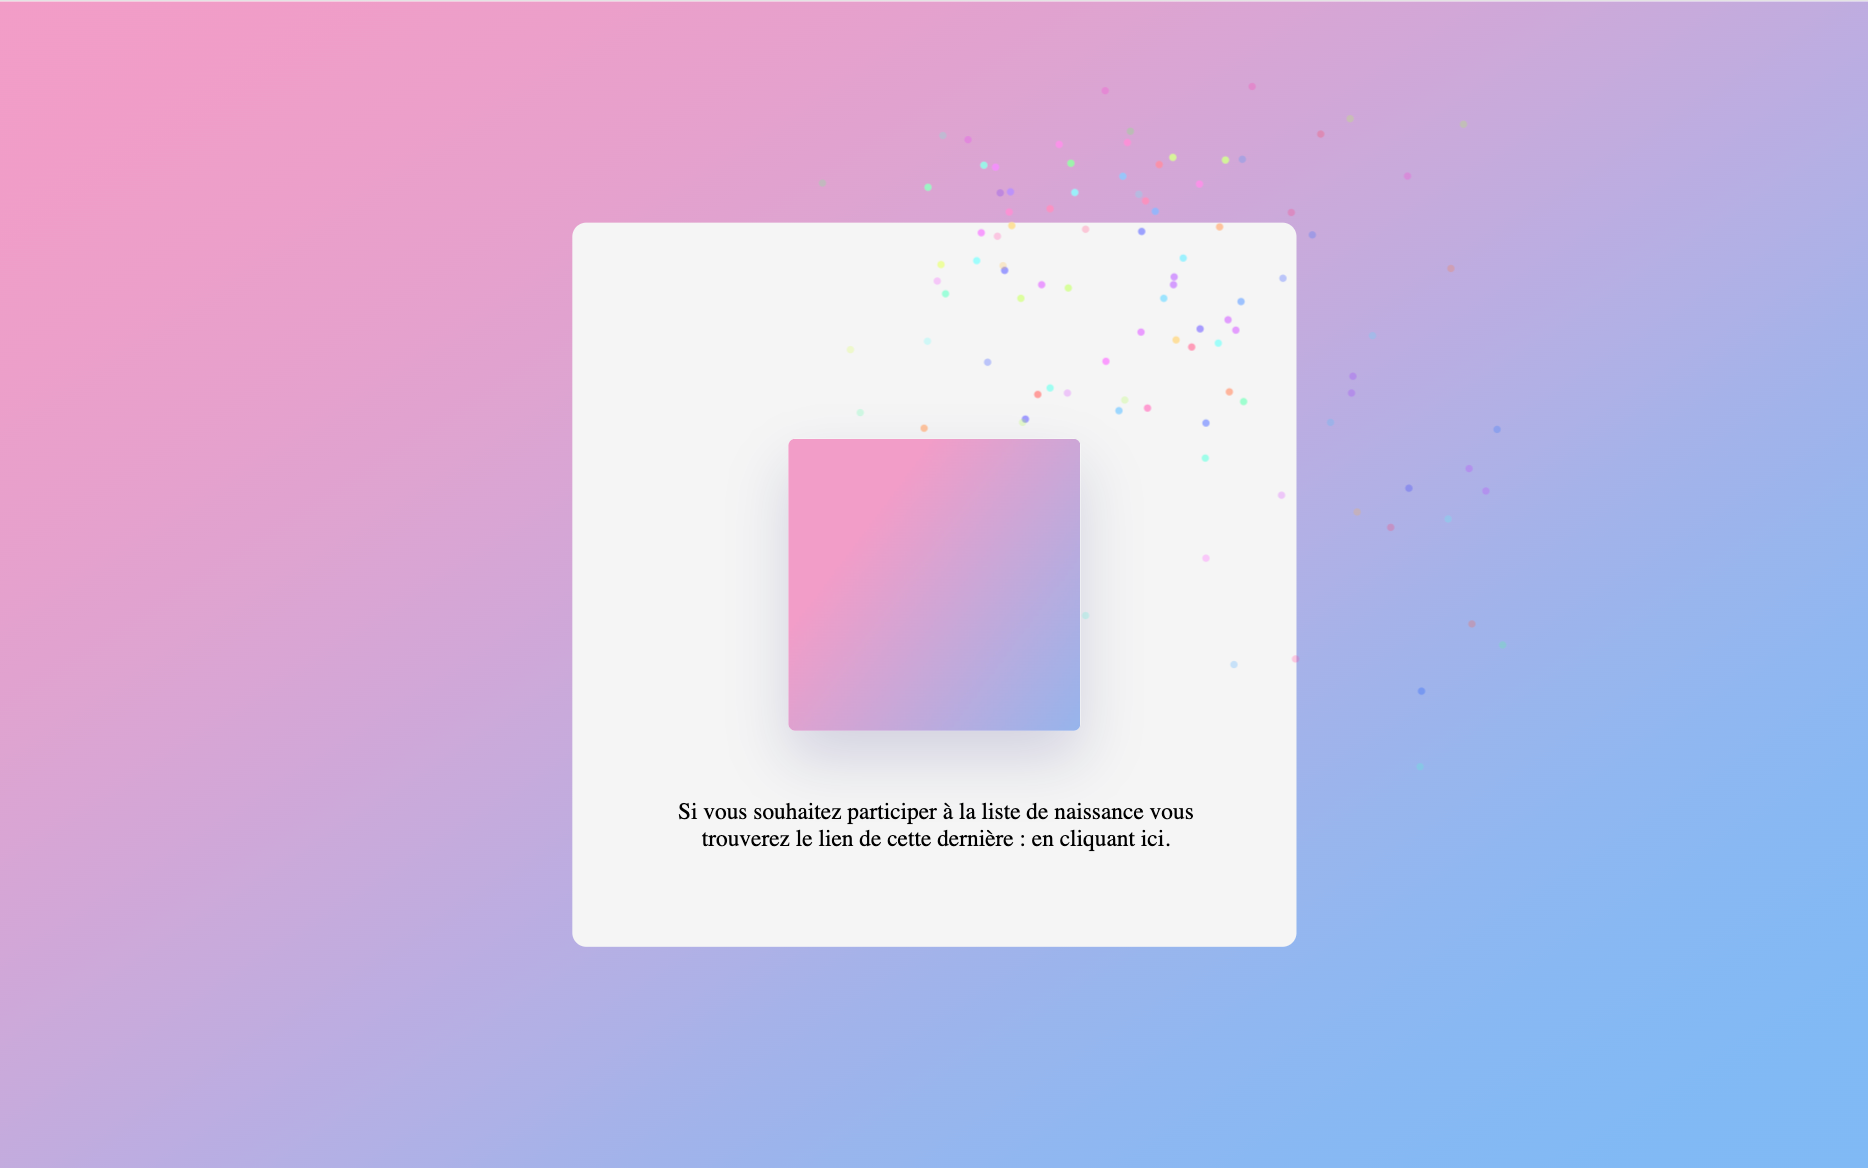 Si vous souhaitez participer à la liste de naissance vous
trouverez le lien de cette dernière : en cliquant ici.